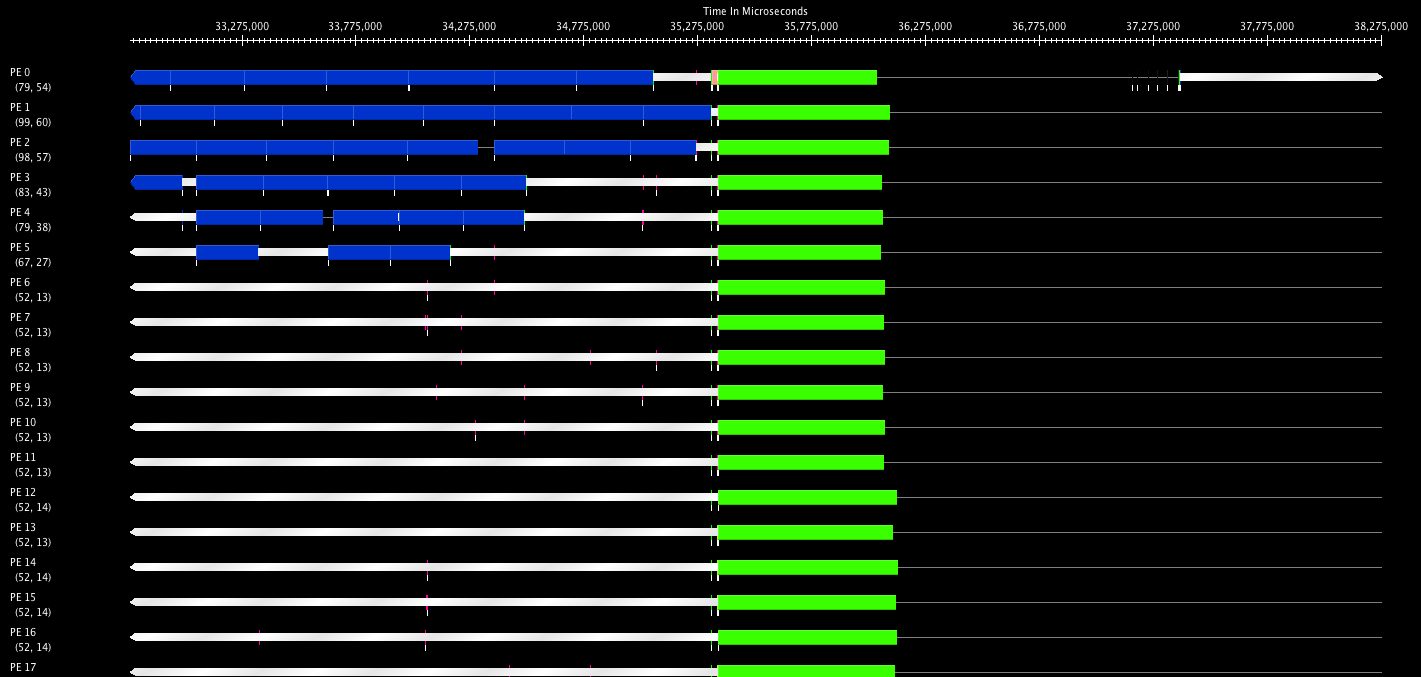 Time In Microseconds
33,275,000 33,775,000 34,275,000 34,775,000 35,275,000 35,775,000 36,275,000 36,775,000 37,275,000 37,775,000 38,275,000
PE 0
(79, 54)
PE 1
(99, 60)
PE 2
(98, 57)
PE 3
(83, 43)
PE 4
(79, 38)
PE 5
(67, 27)
PE 6
(52, 13)
PE 7
(52, 13)
PE 8
(52, 13)
PE 9
(52, 13)
PE 10
(52, 13)
PE 11
(52, 13)
PE 12
(52, 14)
PE 13
(52, 13)
PE 14
(52, 14)
PE 15
(52, 14)
PE 16
(52, 14)
PE 17